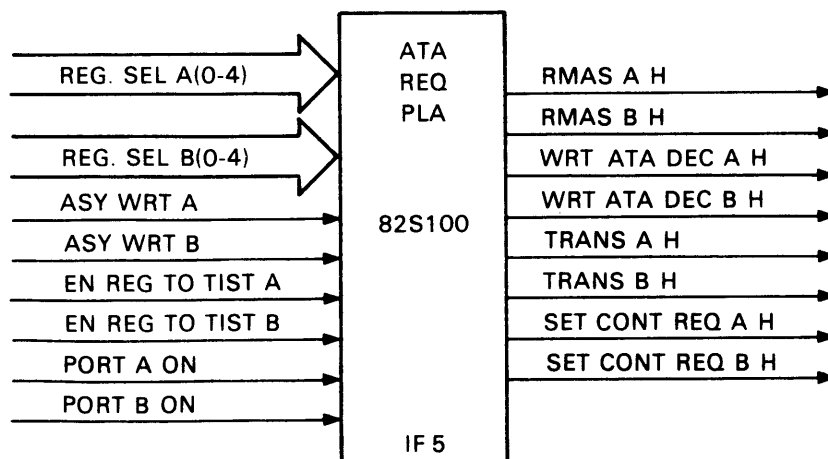 ATA
REQ
PLA
82S100
IF 5
REG. SEL A(0-4)
REG. SEL B(0-4)
ASY WRT A
ASY WRT B
EN REG TO TIST A
EN REG TO TIST B
PORT A ON
PORT B ON
RMAS A H
RMAS B H
WRT ATA DEC A H
WRT ATA DEC B H
TRANS A H
TRANS B H
SET CONT REQ A H
SET CONT REQ B H